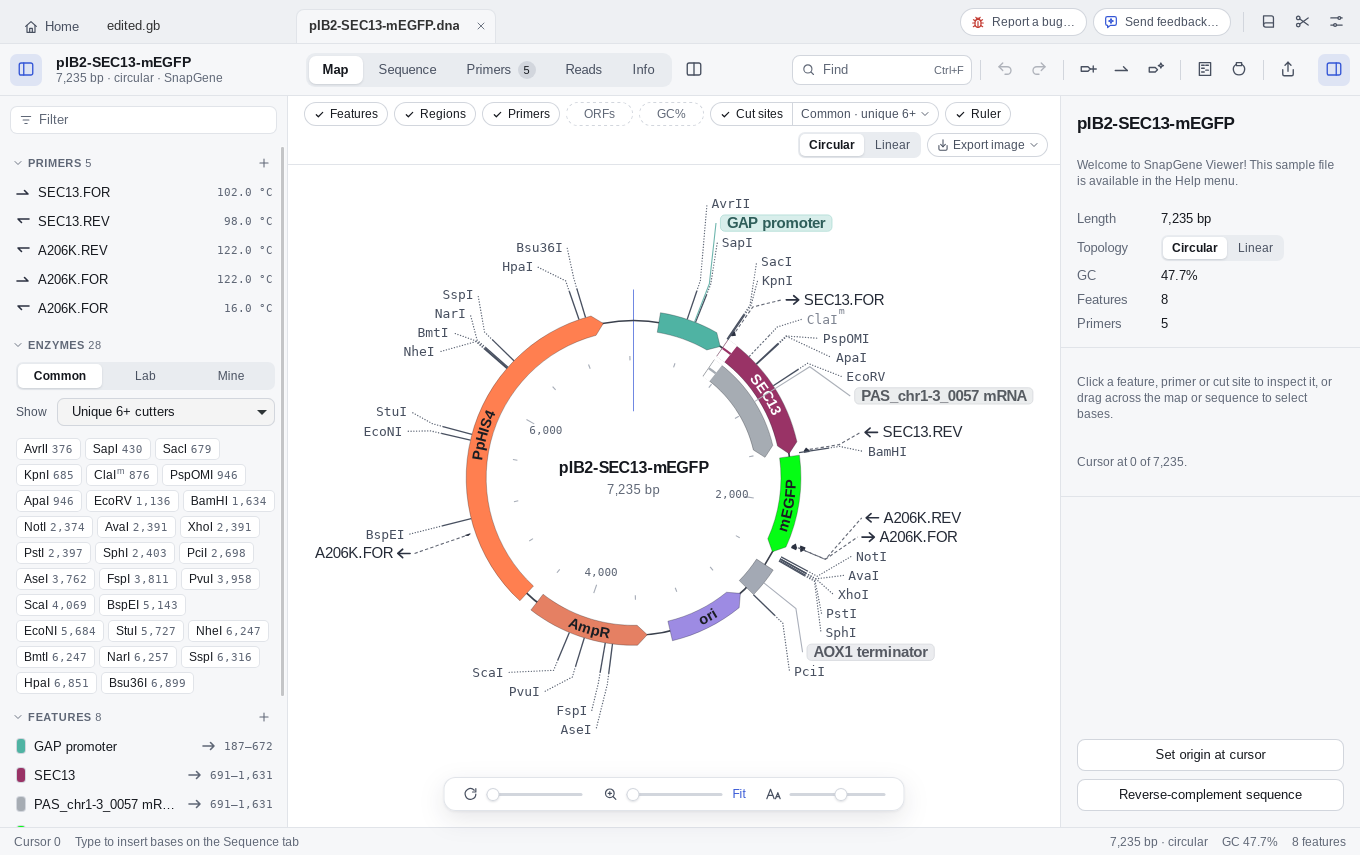 Home
edited.gb
pIB2-SEC13-mEGFP.dna
Report a bug…
Send feedback…
pIB2-SEC13-mEGFP
7,235 bp · circular · SnapGene
Map
Sequence
Primers 5
Reads
Info
Find
Ctrl+F
Filter
PRIMERS 5
SEC13.FOR 102.0 °C
SEC13.REV 98.0 °C
A206K.REV 122.0 °C
A206K.FOR 122.0 °C
A206K.FOR 16.0 °C
ENZYMES 28
Common
Lab
Mine
Show
Unique 6+ cutters
AvrII 376 SapI 430 SacI 679
KpnI 685 ClaIm 876 PspOMI 946
ApaI 946 EcoRV 1,136 BamHI 1,634
NotI 2,374 AvaI 2,391 XhoI 2,391
PstI 2,397 SphI 2,403 PciI 2,698
AseI 3,762 FspI 3,811 PvuI 3,958
ScaI 4,069 BspEI 5,143
EcoNI 5,684 StuI 5,727 NheI 6,247
BmtI 6,247 NarI 6,257 SspI 6,316
HpaI 6,851 Bsu36I 6,899
FEATURES 8
GAP promoter 187–672
SEC13 691–1,631
PAS_chr1-3_0057 mR… 691–1,631
Features
Regions
Primers
ORFs
GC%
Cut sites
Common · unique 6+
Ruler
Circular
Linear
Export image
AvrII
GAP promoter
SapI
Bsu36I
HpaI
SacI
KpnI
SspI
SEC13.FOR
NarI
ClaIm
BmtI
PspOMI
NheI
ApaI
EcoRV
SEC13
PAS_chr1-3_0057 mRNA
StuI
EcoNI
PpHIS4
6,000
SEC13.REV
BamHI
pIB2-SEC13-mEGFP
7,235 bp
2,000
mEGFP
BspEI
A206K.FOR
A206K.REV
A206K.FOR
NotI
AvaI
4,000
XhoI
PstI
ori
AmpR
SphI
AOX1 terminator
PciI
ScaI
PvuI
FspI
AseI
Fit
pIB2-SEC13-mEGFP
Welcome to SnapGene Viewer! This sample file
is available in the Help menu.
Length 7,235 bp
Topology Circular Linear
GC 47.7%
Features 8
Primers 5
Click a feature, primer or cut site to inspect it, or
drag across the map or sequence to select
bases.
Cursor at 0 of 7,235.
Set origin at cursor
Reverse-complement sequence
Cursor 0
Type to insert bases on the Sequence tab
7,235 bp · circular
GC 47.7%
8 features